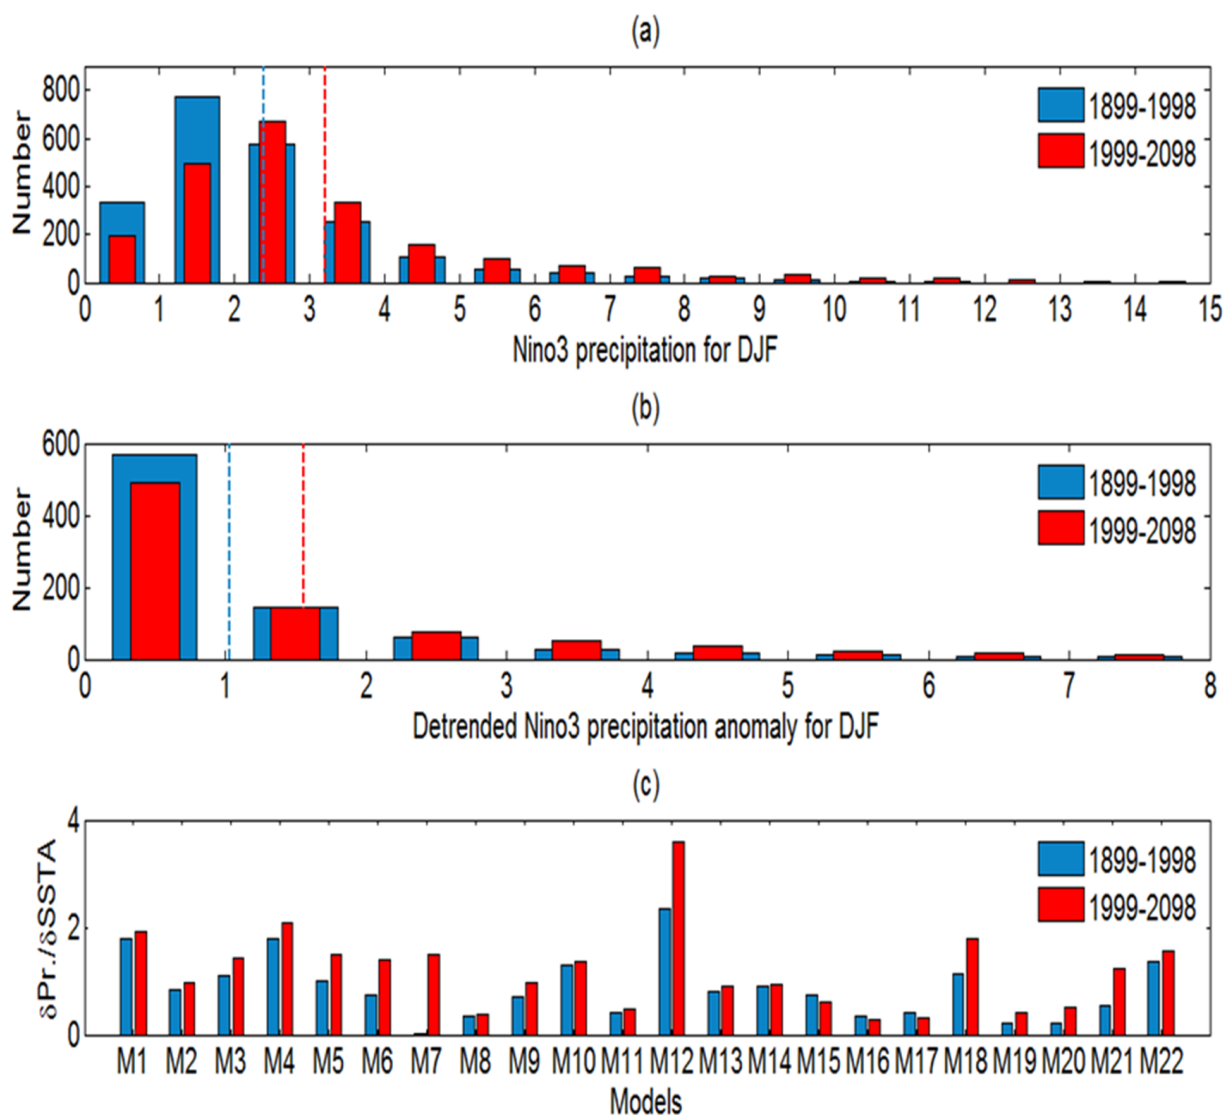 (a)
800
600
400
200
0
Number
1899-1998
1999-2098
0 1 2 3 4 5 6 7 8 9 10 11 12 13 14 15
Nino3 precipitation for DJF
(b)
600
400
200
0
Number
1899-1998
1999-2098
0 1 2 3 4 5 6 7 8
Detrended Nino3 precipitation anomaly for DJF
(c)
4
2
0
δPr./δSSTA
1899-1998
1999-2098
M1 M2 M3 M4 M5 M6 M7 M8 M9 M10 M11 M12 M13 M14 M15 M16 M17 M18 M19 M20 M21 M22
Models